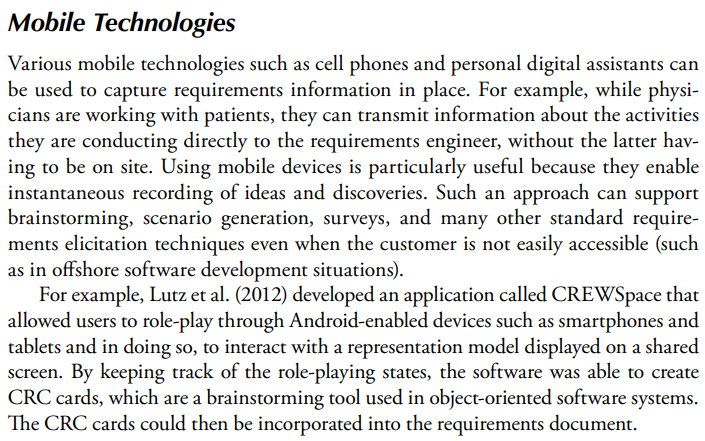 Mobile Technologies
Various mobile technologies such as cell phones and personal digital assistants can
be used to capture requirements information in place. For example, while physi-
cians are working with patients, they can transmit information about the activities
they are conducting directly to the requirements engineer, without the latter hav-
ing to be on site. Using mobile devices is particularly useful because they enable
instantaneous recording of ideas and discoveries. Such an approach can support
brainstorming, scenario generation, surveys, and many other standard require-
ments elicitation techniques even when the customer is not easily accessible (such
as in offshore software development situations).
For example, Lutz et al. (2012) developed an application called CREWSpace that
allowed users to role-play through Android-enabled devices such as smartphones and
tablets and in doing so, to interact with a representation model displayed on a shared
screen. By keeping track of the role-playing states, the software was able to create
CRC cards, which are a brainstorming tool used in object-oriented software systems.
The CRC cards could then be incorporated into the requirements document.